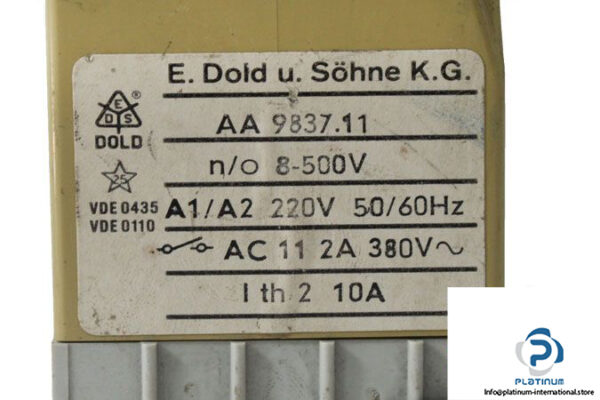 E. Dold u. Söhne K.G.
E
D S ®
DOLD
AA 9837.11
n/o 8-500V
25
VDE 0435
VDE 0110
A1/A2 220V 50/60Hz
AC 11 2A 380V~
I th 2 10A
P
PLATINUM
Info@platinum-international.store